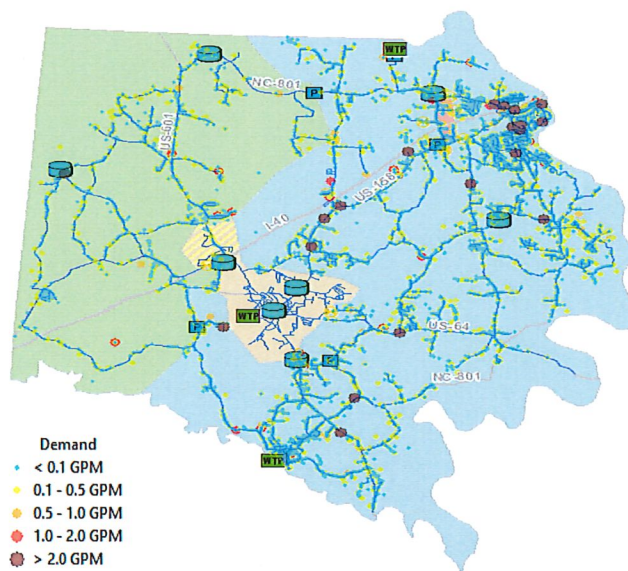 WTP
NC-801
P
US-601
P
US-158
I-40
WTP
P
US-64
P
NC-801
WTP
Demand
< 0.1 GPM
0.1 - 0.5 GPM
0.5 - 1.0 GPM
1.0 - 2.0 GPM
> 2.0 GPM